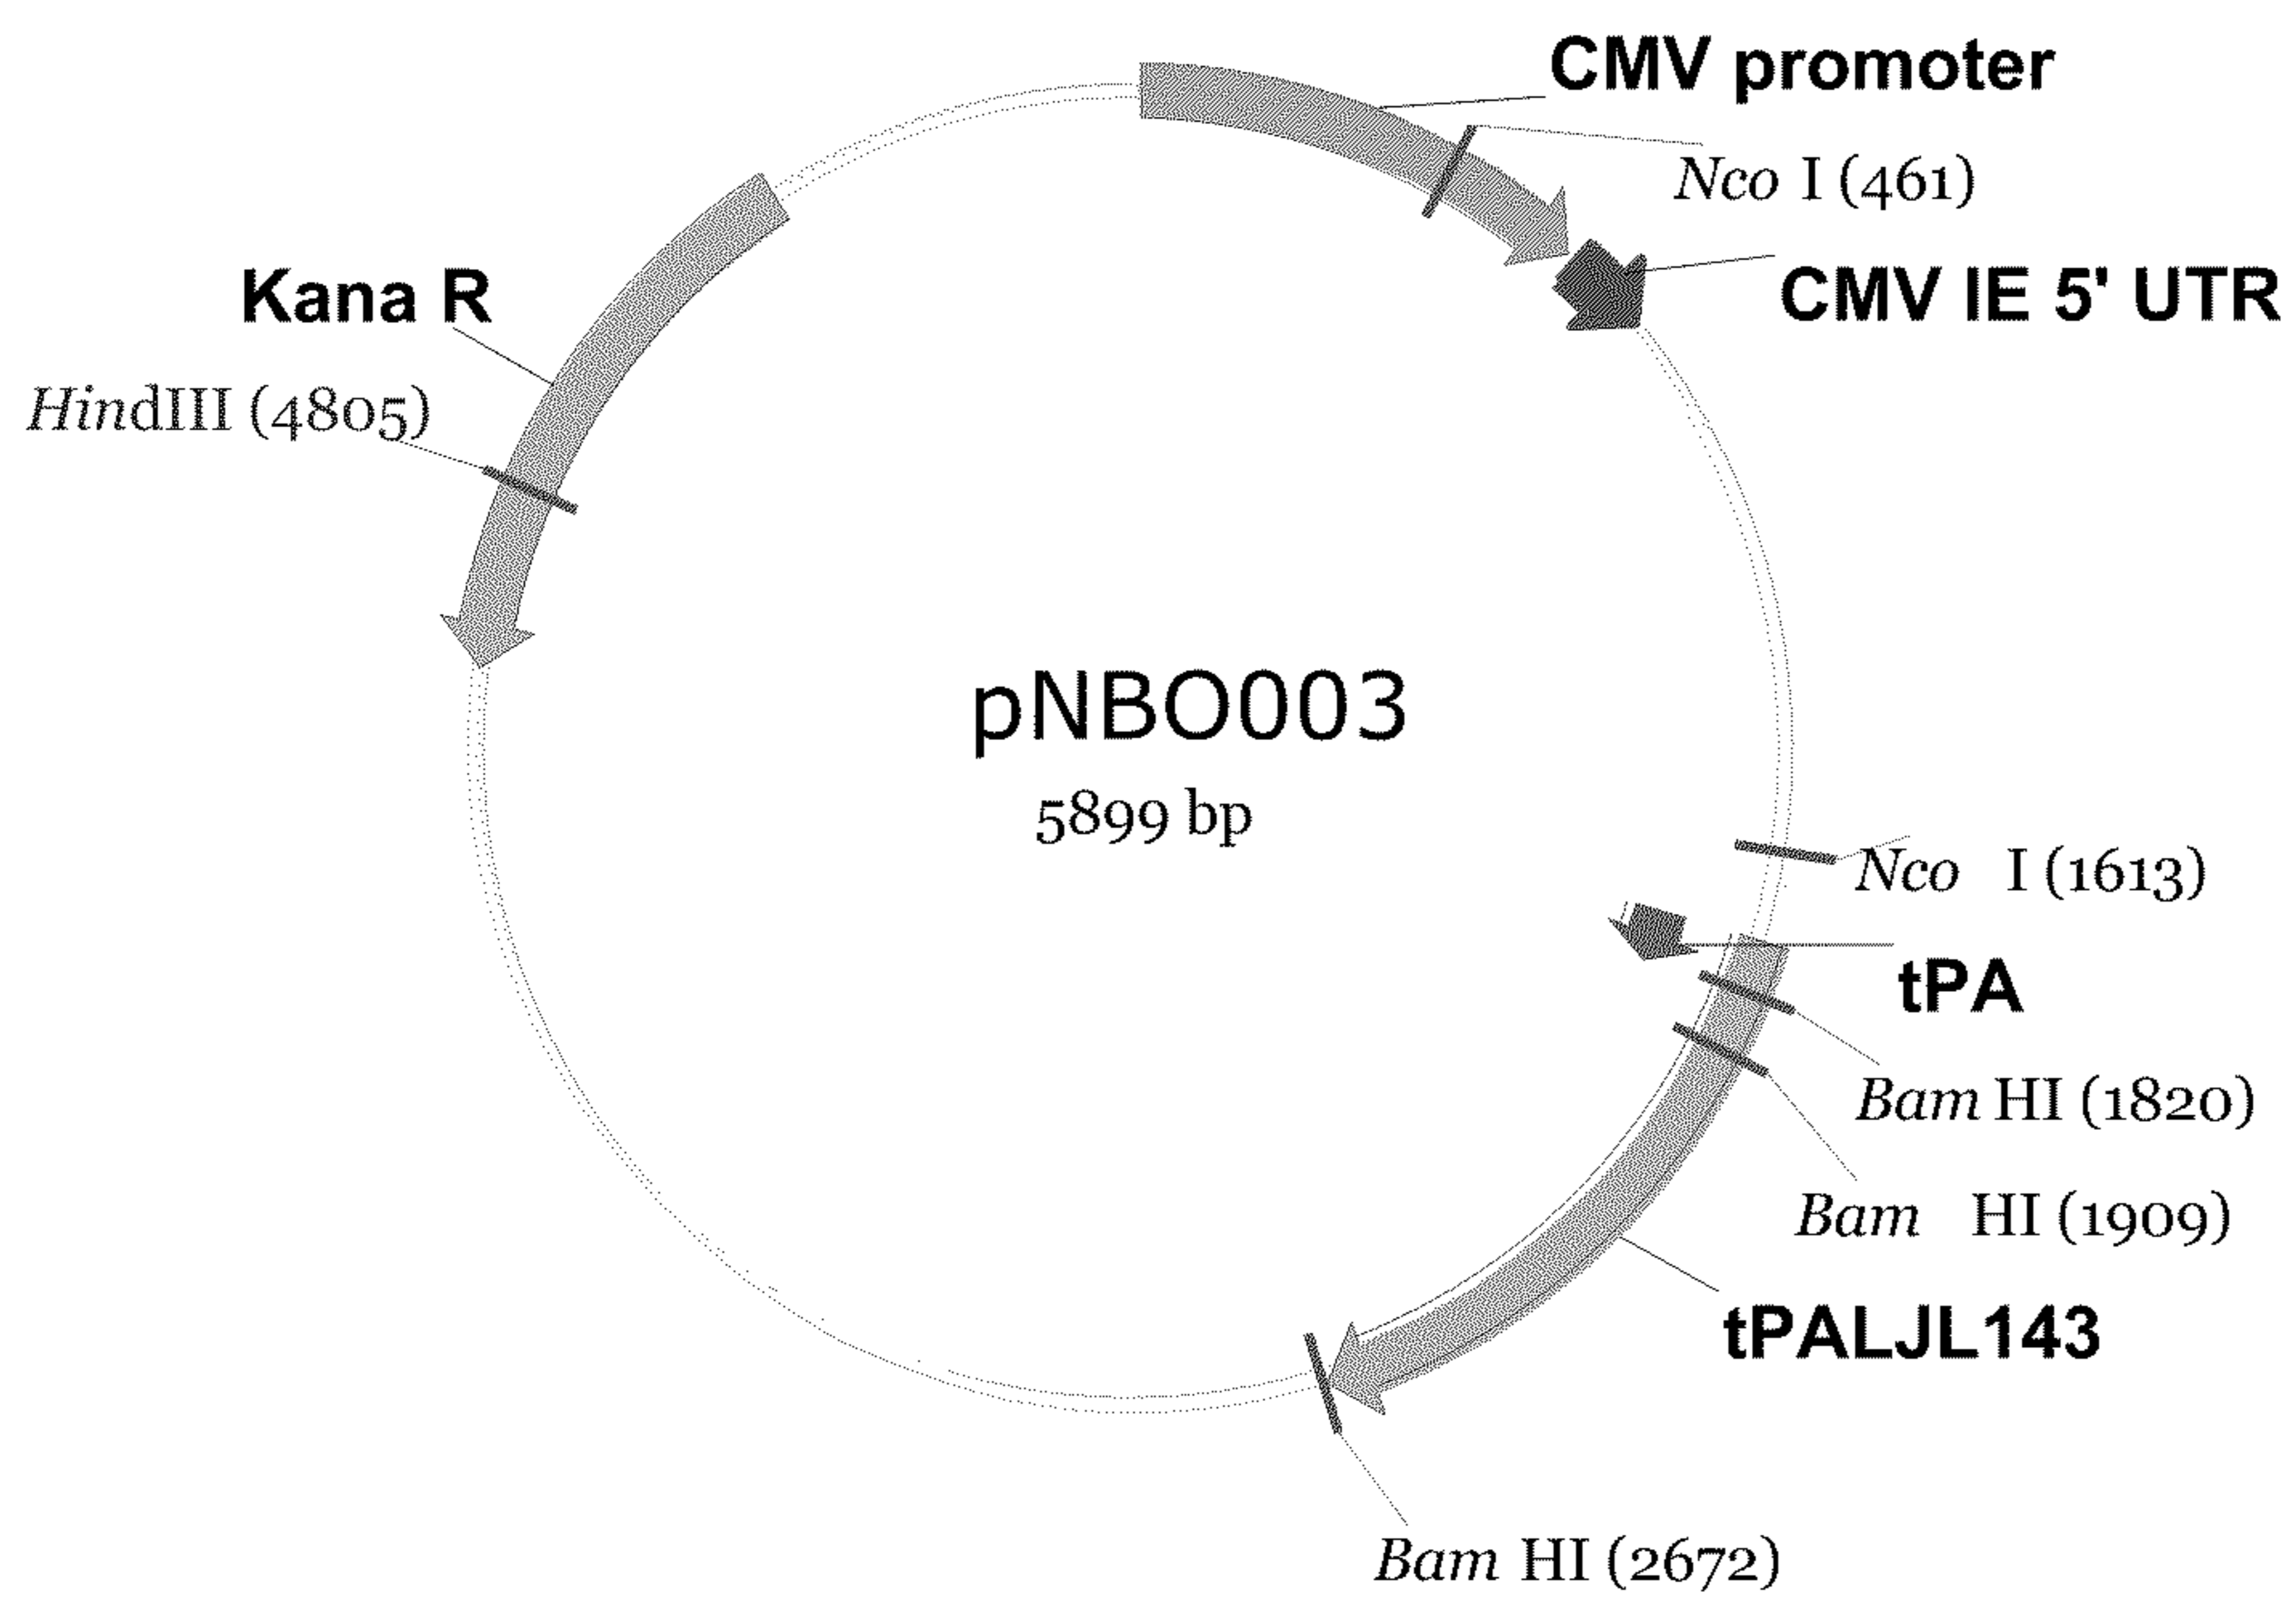 CMV promoter
Nco I (461)
CMV IE 5' UTR
Kana R
HindIII (4805)
pNBO003
5899 bp
Nco I (1613)
tPA
Bam HI (1820)
Bam HI (1909)
tPALJL143
Bam HI (2672)